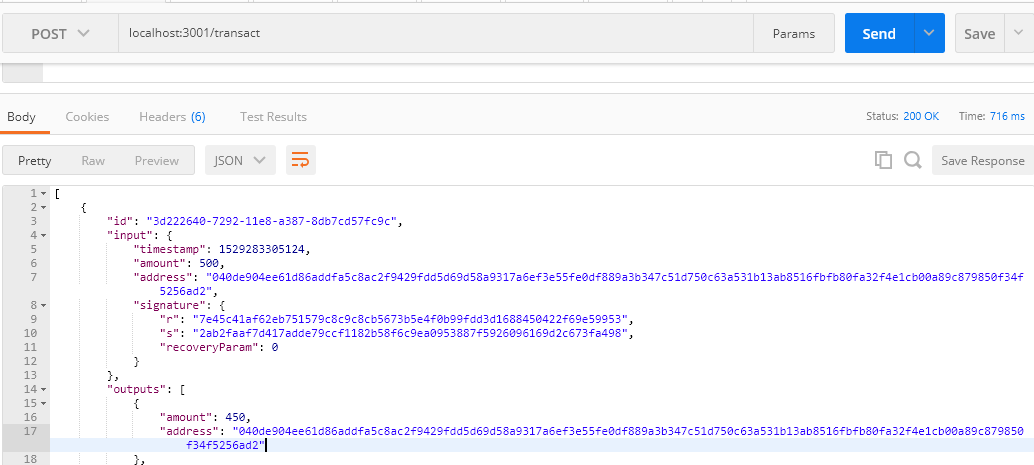 POST localhost:3001/transact Params Send Save
Body Cookies Headers (6) Test Results Status: 200 OK Time: 716 ms
Pretty Raw Preview JSON Save Response
1 [
2 {
3 "id": "3d222640-7292-11e8-a387-8db7cd57fc9c",
4 "input": {
5 "timestamp": 1529283305124,
6 "amount": 500,
7 "address": "040de904ee61d86addfa5c8ac2f9429fdd5d69d58a9317a6ef3e55fe0df889a3b347c51d750c63a531b13ab8516fbfb80fa32f4e1cb00a89c879850f34f
5256ad2",
8 "signature": {
9 "r": "7e45c41af62eb751579c8c9c8cb5673b5e4f0b99fdd3d1688450422f69e59953",
10 "s": "2ab2faaf7d417adde79ccf1182b58f6c9ea0953887f5926096169d2c673fa498",
11 "recoveryParam": 0
12 }
13 },
14 "outputs": [
15 {
16 "amount": 450,
17 "address": "040de904ee61d86addfa5c8ac2f9429fdd5d69d58a9317a6ef3e55fe0df889a3b347c51d750c63a531b13ab8516fbfb80fa32f4e1cb00a89c879850
f34f5256ad2"
18 },